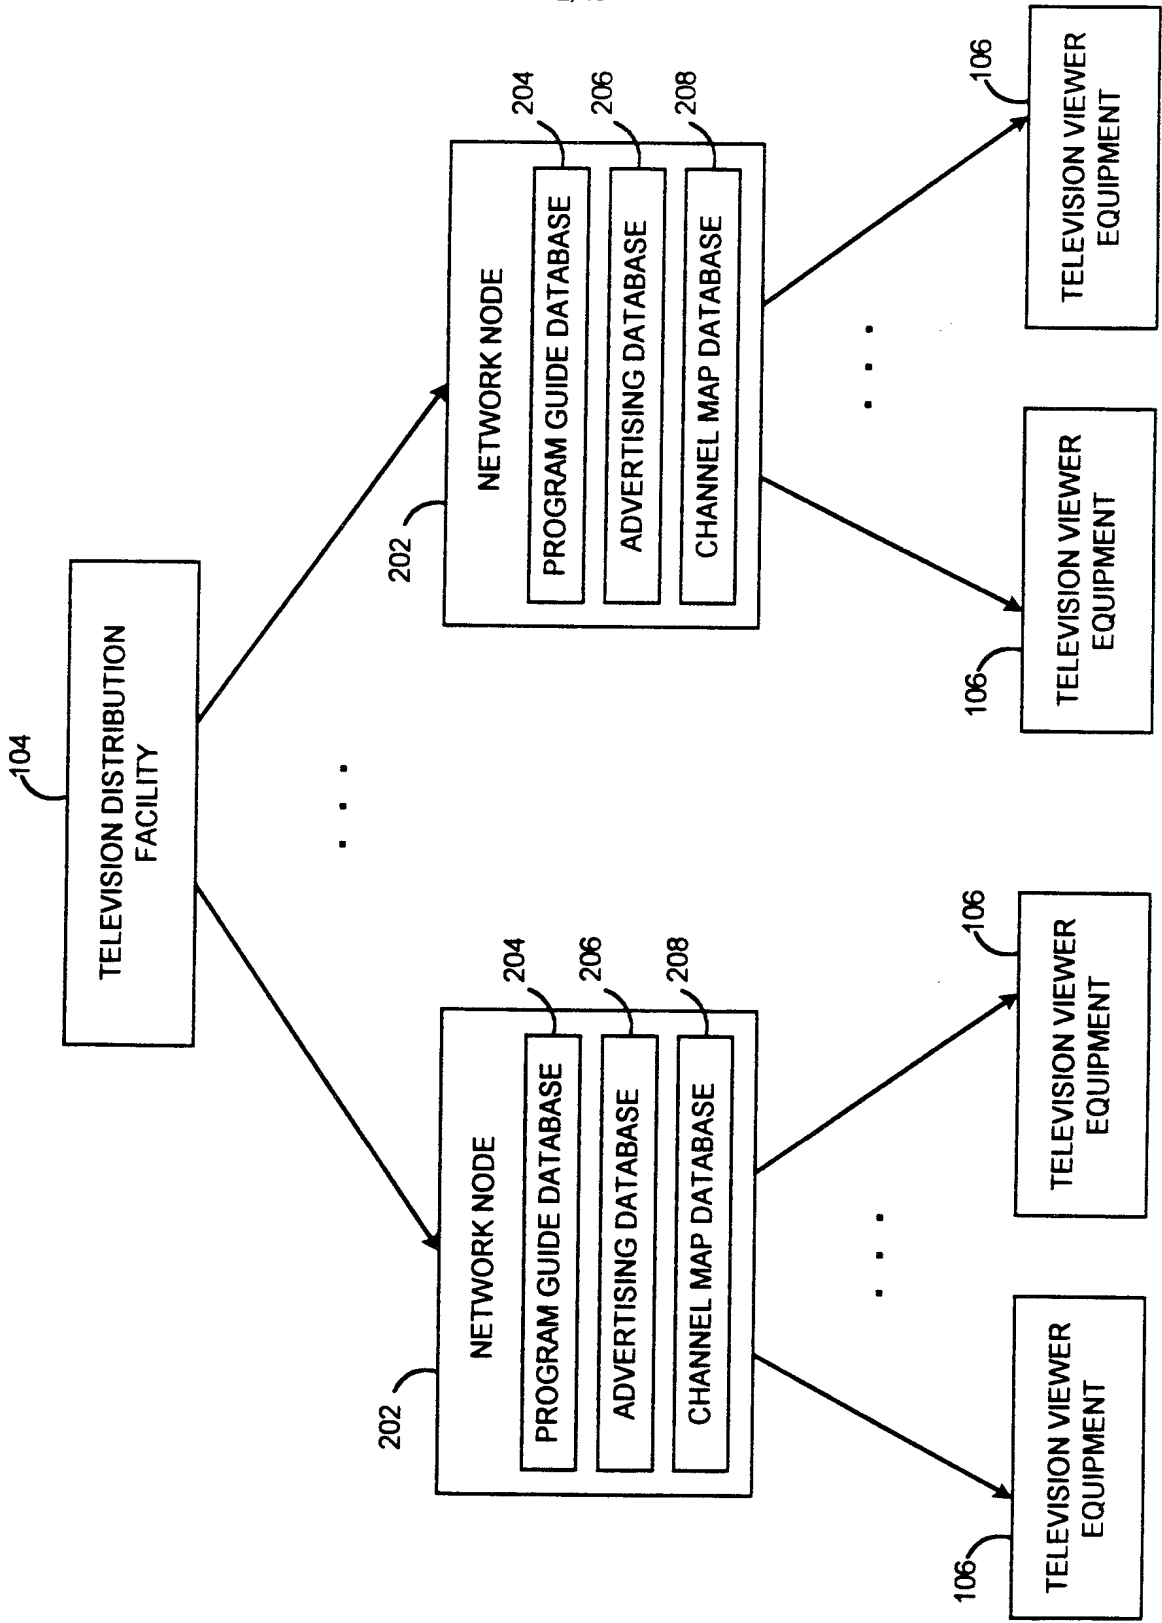 104
TELEVISION DISTRIBUTION
FACILITY
202
NETWORK NODE
PROGRAM GUIDE DATABASE
204
ADVERTISING DATABASE
206
CHANNEL MAP DATABASE
208
202
NETWORK NODE
PROGRAM GUIDE DATABASE
204
ADVERTISING DATABASE
206
CHANNEL MAP DATABASE
208
106
TELEVISION VIEWER
EQUIPMENT
106
TELEVISION VIEWER
EQUIPMENT
106
TELEVISION VIEWER
EQUIPMENT
106
TELEVISION VIEWER
EQUIPMENT